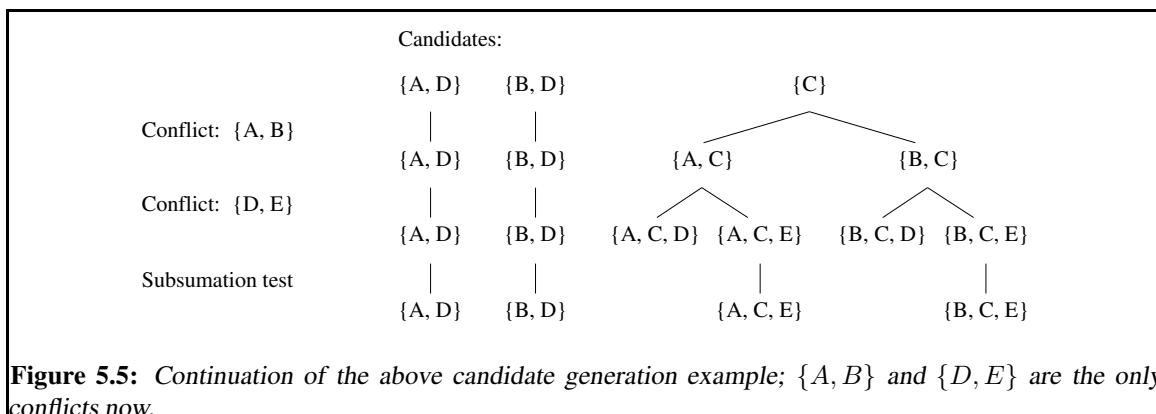 Candidates:
{A, D} {B, D} {C}
Conflict: {A, B}
{A, D} {B, D} {A, C} {B, C}
Conflict: {D, E}
{A, D} {B, D} {A, C, D} {A, C, E} {B, C, D} {B, C, E}
Subsumation test
{A, D} {B, D} {A, C, E} {B, C, E}
Figure 5.5: Continuation of the above candidate generation example; {A, B} and {D, E} are the only
conflicts now.